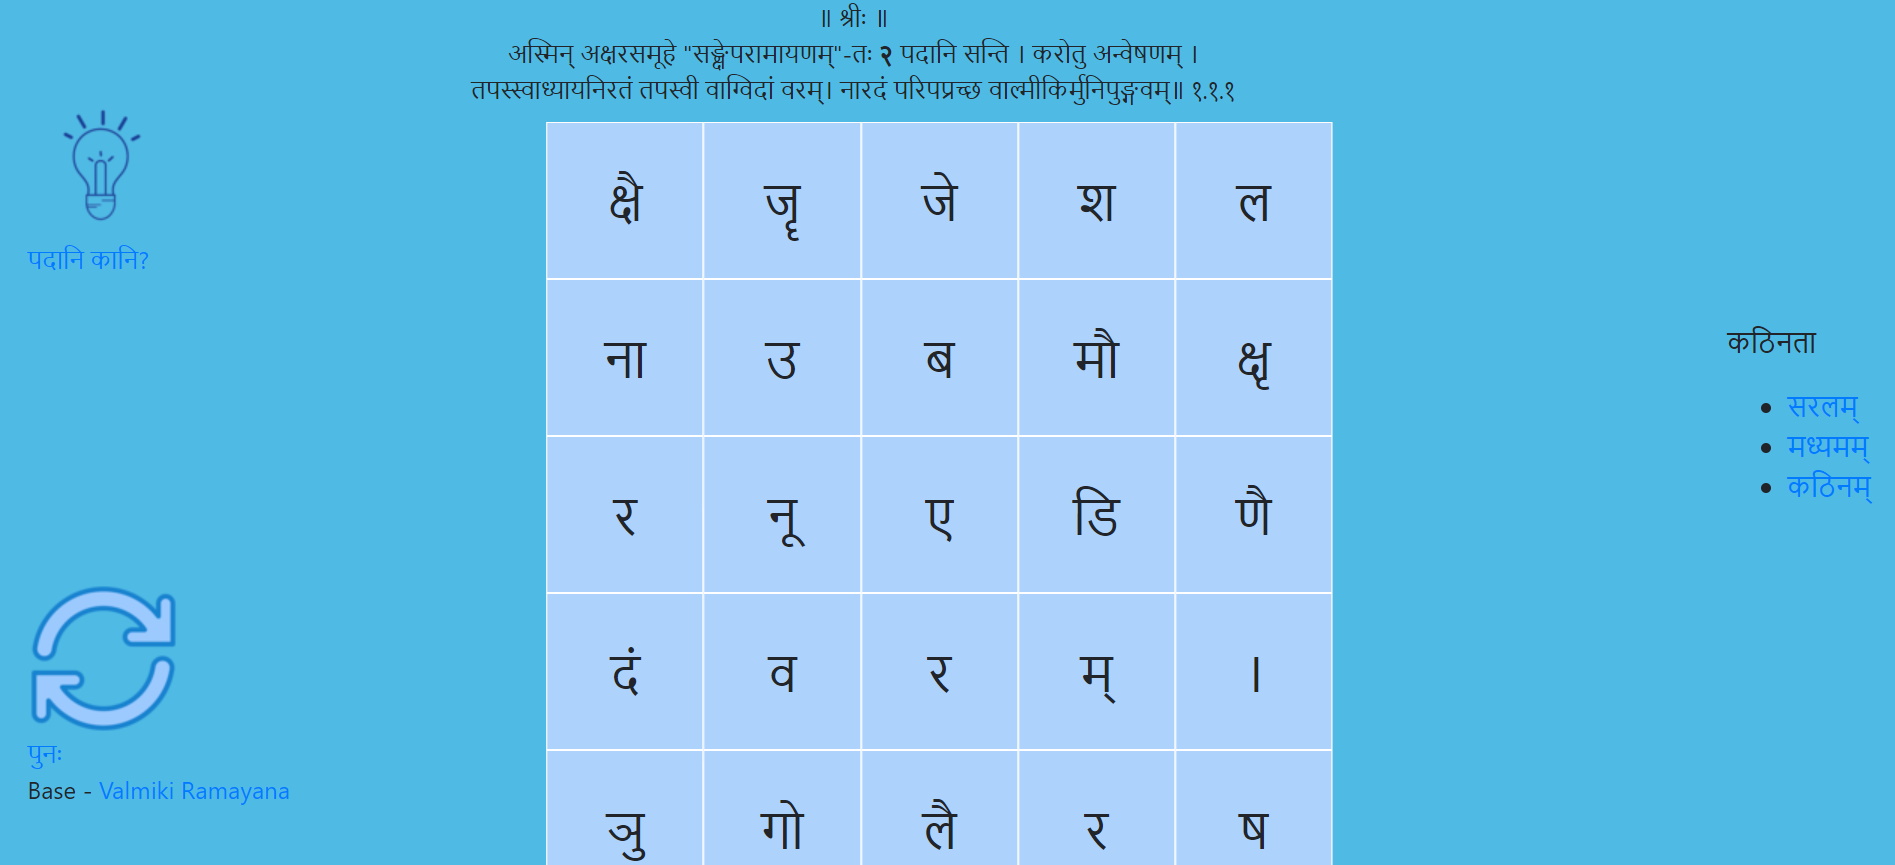 ॥ श्रीः ॥
अस्मिन् अक्षरसमूहे "सङ्क्षेपरामायणम्"-तः २ पदानि सन्ति । करोतु अन्वेषणम् ।
तपस्स्वाध्यायनिरतं तपस्वी वाग्विदां वरम्। नारदं परिपप्रच्छ वाल्मीकिर्मुनिपुङ्गवम्॥ १.१.१
पदानि कानि?
क्षै जृ जे श ल
ना उ ब मौ क्षृ
र नू ए डि णै
दं व र म् ।
ञु गो लै र ष
कठिनता
सरलम्
मध्यमम्
कठिनम्
पुनः
Base - Valmiki Ramayana